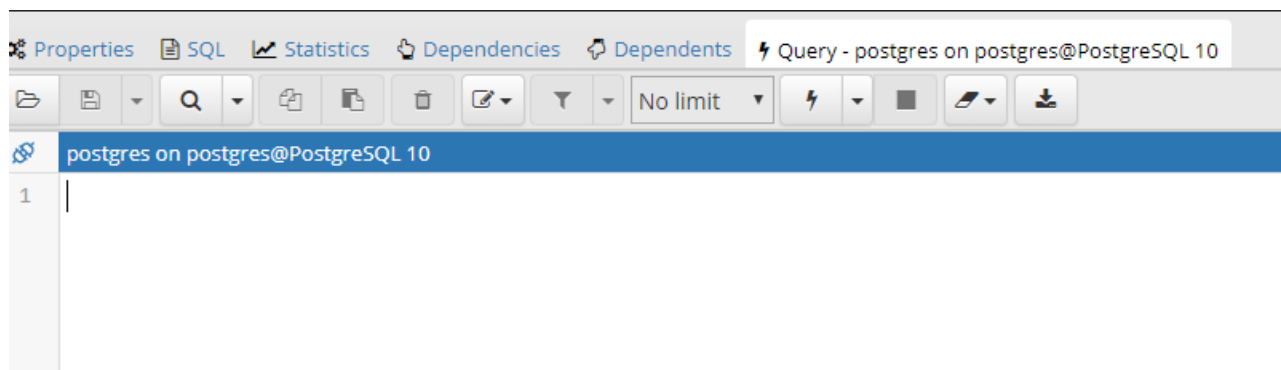 Properties SQL Statistics Dependencies Dependents Query - postgres on postgres@PostgreSQL 10
No limit
postgres on postgres@PostgreSQL 10
1